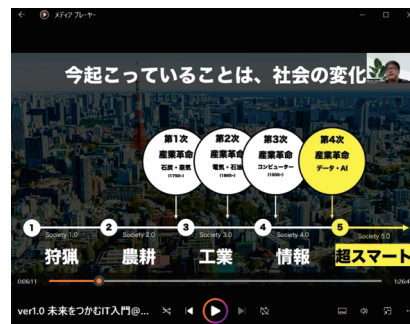 メディア プレーヤー
今起こっていることは、社会の変化
第1次
産業革命
石炭・蒸気
(1760-)
第2次
産業革命
電気・石油
第3次
産業革命
コンピューター
(1900-)
第4次
産業革命
データ・AI
1 2 3 4 5
Society 1.0 Society 2.0 Society 3.0 Society 4.0 Society 5.0
狩猟 農耕 工業 情報 超スマート
0:06:11
ver1.0 未来をつかむIT入門@...